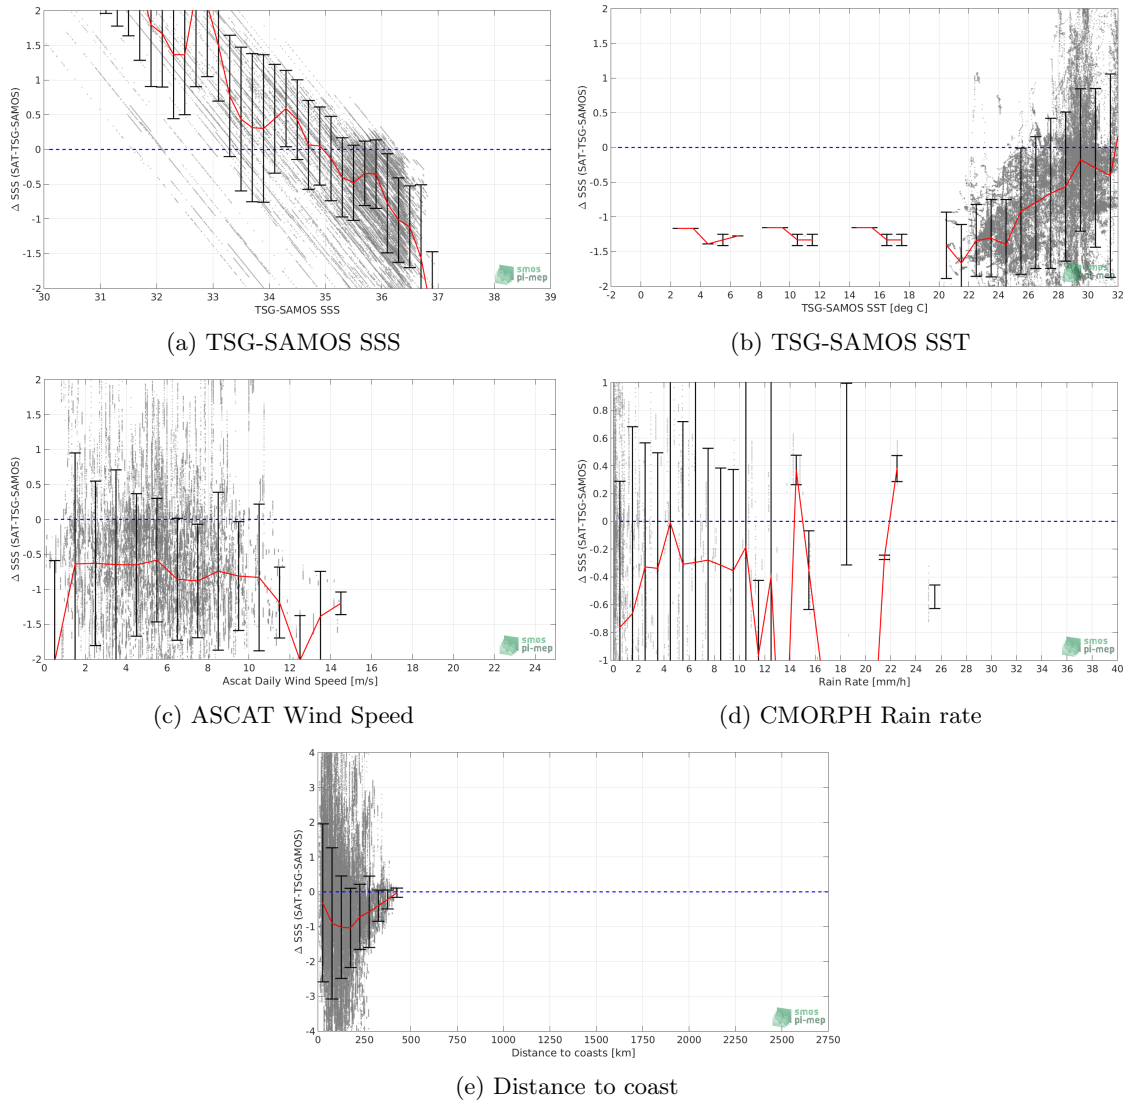 2
1.5
1
0.5
0
-0.5
-1
-1.5
-2
Δ SSS (SAT-TSG-SAMOS)
30 31 32 33 34 35 36 37 38 39
TSG-SAMOS SSS
smos
pi-mep
(a) TSG-SAMOS SSS
2
1.5
1
0.5
0
-0.5
-1
-1.5
-2
Δ SSS (SAT-TSG-SAMOS)
-2 0 2 4 6 8 10 12 14 16 18 20 22 24 26 28 30 32
TSG-SAMOS SST [deg C]
smos
pi-mep
(b) TSG-SAMOS SST
2
1.5
1
0.5
0
-0.5
-1
-1.5
-2
Δ SSS (SAT-TSG-SAMOS)
0 2 4 6 8 10 12 14 16 18 20 22 24
Ascat Daily Wind Speed [m/s]
smos
pi-mep
(c) ASCAT Wind Speed
1
0.8
0.6
0.4
0.2
0
-0.2
-0.4
-0.6
-0.8
-1
Δ SSS (SAT-TSG-SAMOS)
0 2 4 6 8 10 12 14 16 18 20 22 24 26 28 30 32 34 36 38 40
Rain Rate [mm/h]
smos
pi-mep
(d) CMORPH Rain rate
4
3
2
1
0
-1
-2
-3
-4
Δ SSS (SAT-TSG-SAMOS)
0 250 500 750 1000 1250 1500 1750 2000 2250 2500 2750
Distance to coasts [km]
smos
pi-mep
(e) Distance to coast